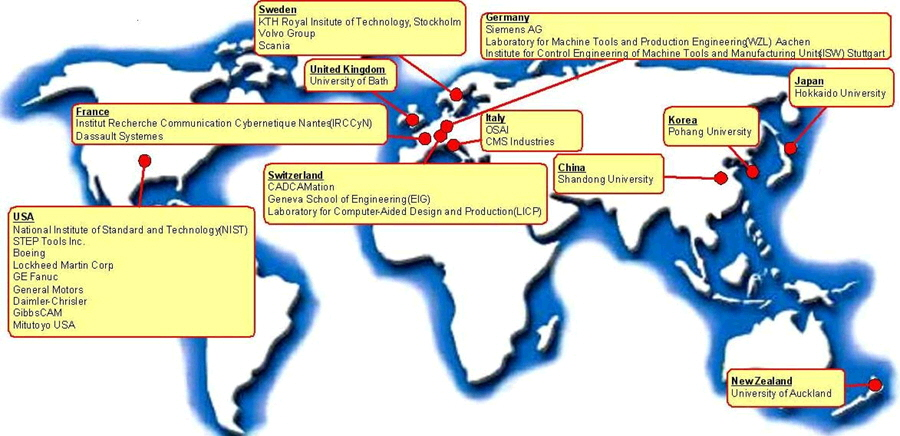 Sweden
KTH Royal Insitute of Technology, Stockholm
Volvo Group
Scania
Germany
Siemens AG
Laboratory for Machine Tools and Production Engineering(WZL) Aachen
Institute for Control Engineering of Machine Tools and Manufacturing Units(ISW) Stuttgart
United Kingdom
University of Bath
Japan
Hokkaido University
France
Institut Recherche Communication Cybernetique Nantes(IRCCyN)
Dassault Systemes
Italy
OSAI
CMS Industries
Korea
Pohang University
China
Shandong University
Switzerland
CADCAMation
Geneva School of Engineering(EIG)
Laboratory for Computer-Aided Design and Production(LICP)
USA
National Institute of Standard and Technology(NIST)
STEP Tools Inc.
Boeing
Lockheed Martin Corp
GE Fanuc
General Motors
Daimler-Chrisler
GibbsCAM
Mitutoyo USA
New Zealand
University of Auckland